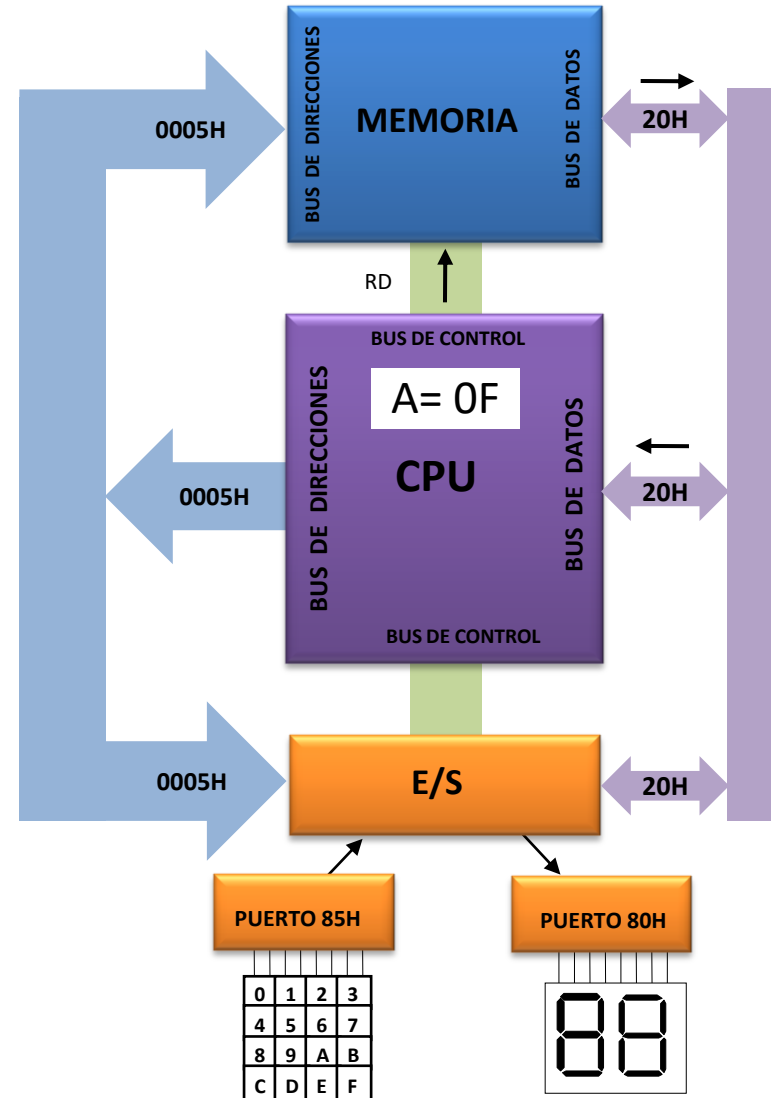 0005H
BUS DE DIRECCIONES
MEMORIA
BUS DE DATOS
20H
RD
BUS DE CONTROL
A= 0F
CPU
BUS DE DIRECCIONES
BUS DE DATOS
0005H
20H
BUS DE CONTROL
0005H
E/S
20H
PUERTO 85H
PUERTO 80H
0 1 2 3
4 5 6 7
8 9 A B
C D E F
88